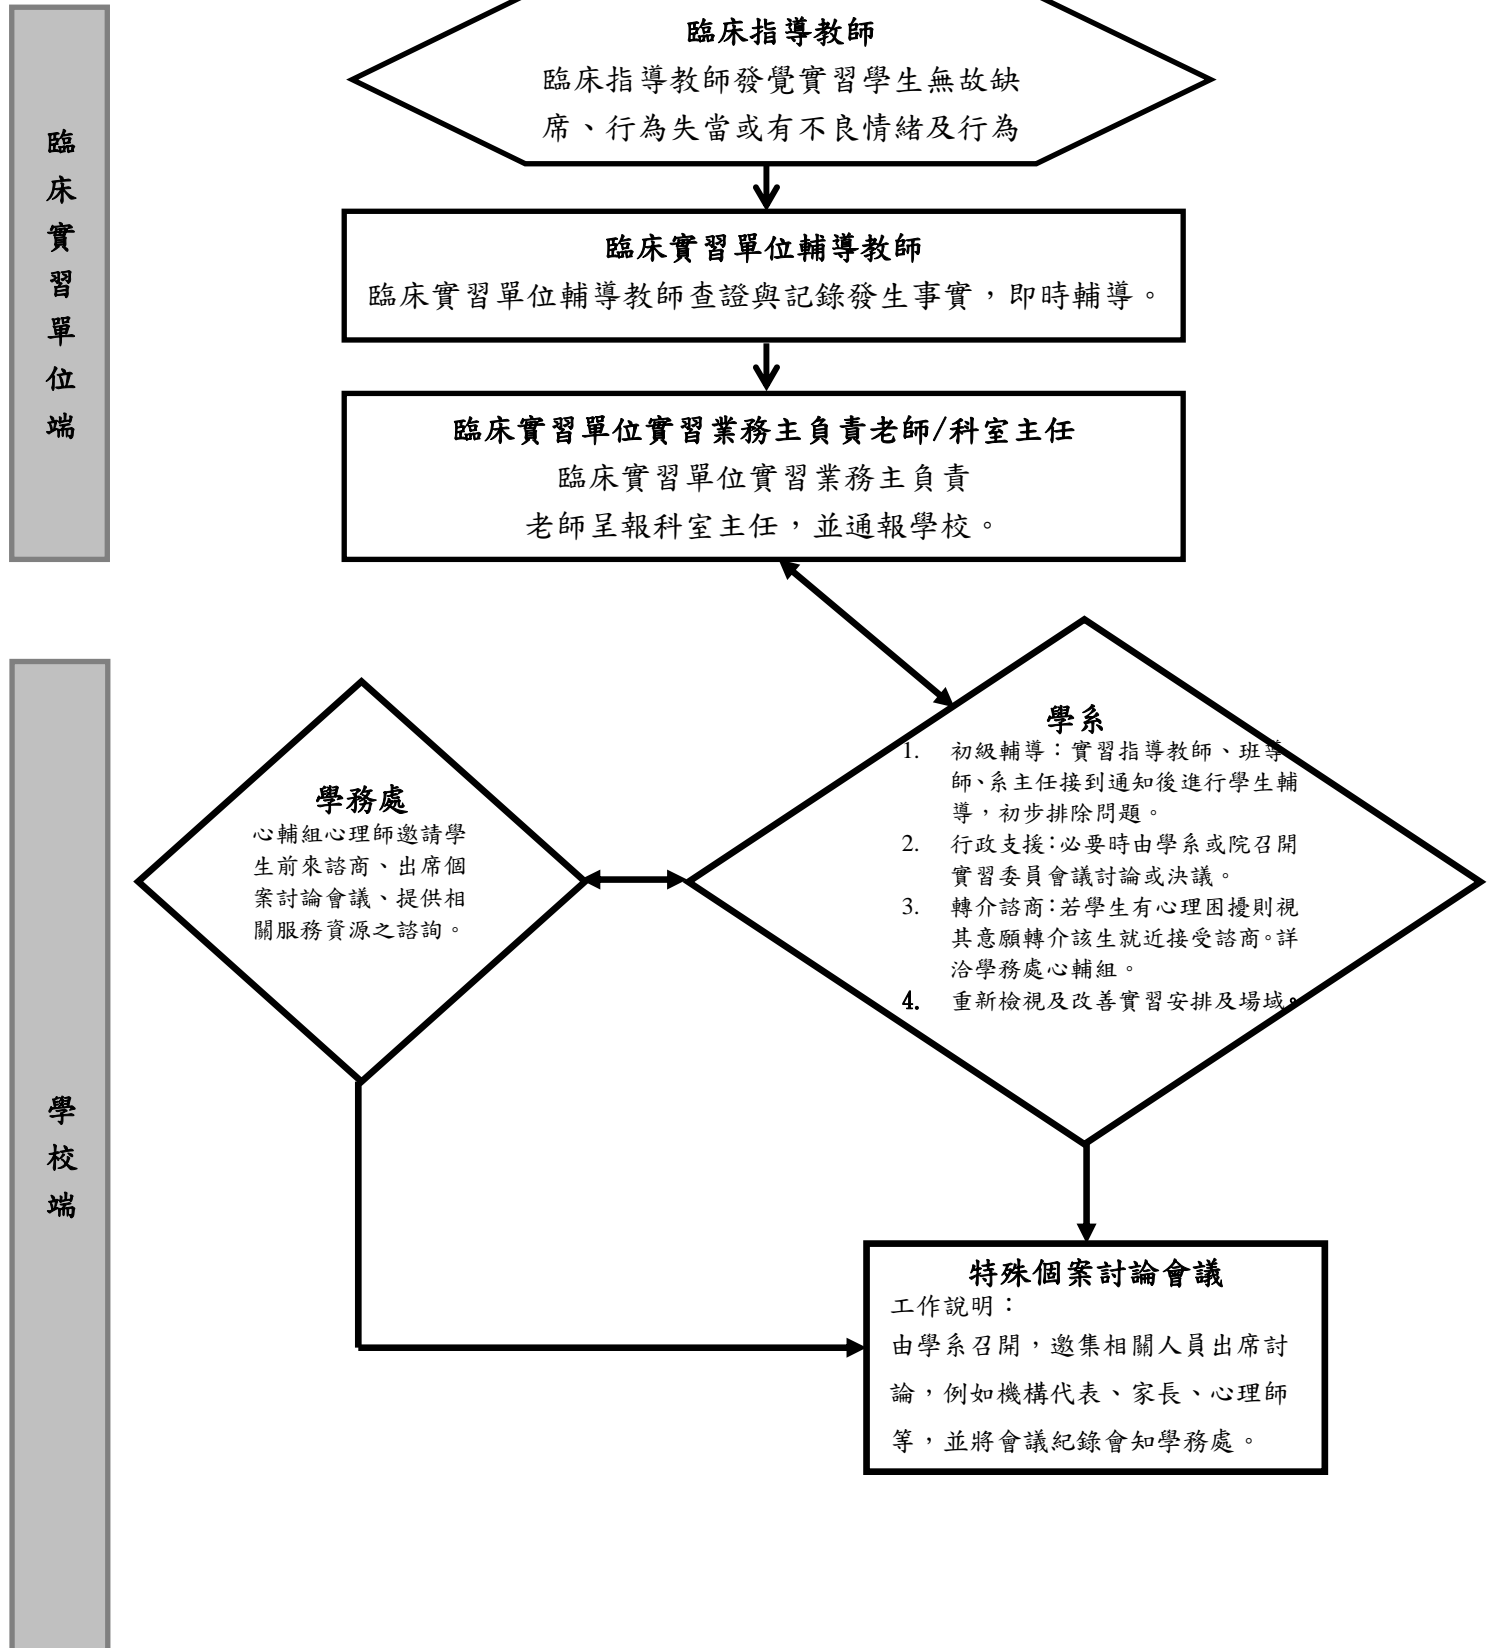 臨床實習單位端
臨床指導教師
臨床指導教師發覺實習學生無故缺
席、行為失當或有不良情緒及行為
臨床實習單位輔導教師
臨床實習單位輔導教師查證與記錄發生事實，即時輔導。
臨床實習單位實習業務主負責老師/科室主任
臨床實習單位實習業務主負責
老師呈報科室主任，並通報學校。
學校端
學務處
心輔組心理師邀請學
生前來諮商、出席個
案討論會議、提供相
關服務資源之諮詢。
學系
1. 初級輔導：實習指導教師、班導
師、系主任接到通知後進行學生輔
導，初步排除問題。
2. 行政支援：必要時由學系或院召開
實習委員會議討論或決議。
3. 轉介諮商：若學生有心理困擾則視
其意願轉介該生就近接受諮商。詳
洽學務處心輔組。
4. 重新檢視及改善實習安排及場域。
特殊個案討論會議
工作說明：
由學系召開，邀集相關人員出席討
論，例如機構代表、家長、心理師
等，並將會議紀錄會知學務處。